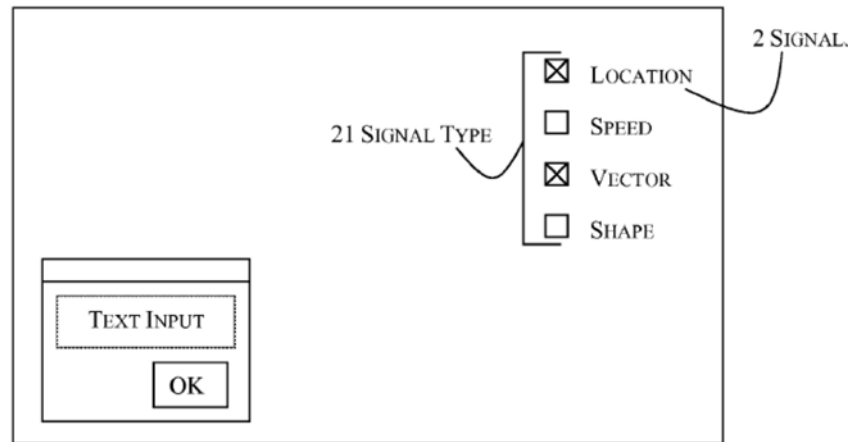 2 SIGNAL
LOCATION
SPEED
21 SIGNAL TYPE
VECTOR
SHAPE
TEXT INPUT
OK